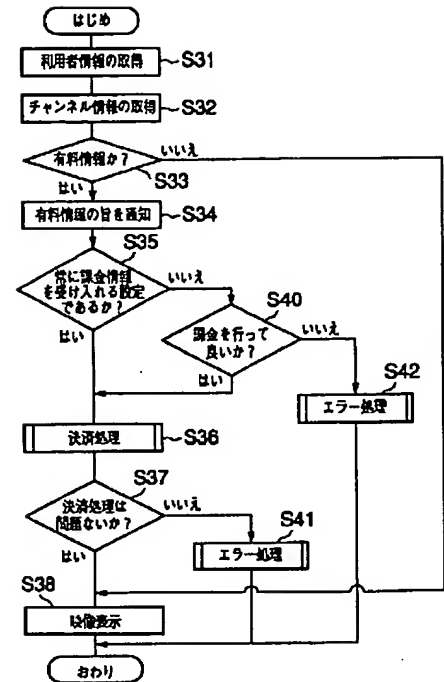 はじめ
利用者情報の取得
S31
チャンネル情報の取得
S32
有料情報か?
いいえ
S33
はい
有料情報の旨を通知
S34
S35
常に課金情報
を受け入れる設定
であるか?
いいえ
はい
S40
課金を行って
良いか?
いいえ
はい
S42
エラー処理
決済処理
S36
S37
決済処理は
問題ないか?
いいえ
はい
S41
エラー処理
S38
映像表示
おわり